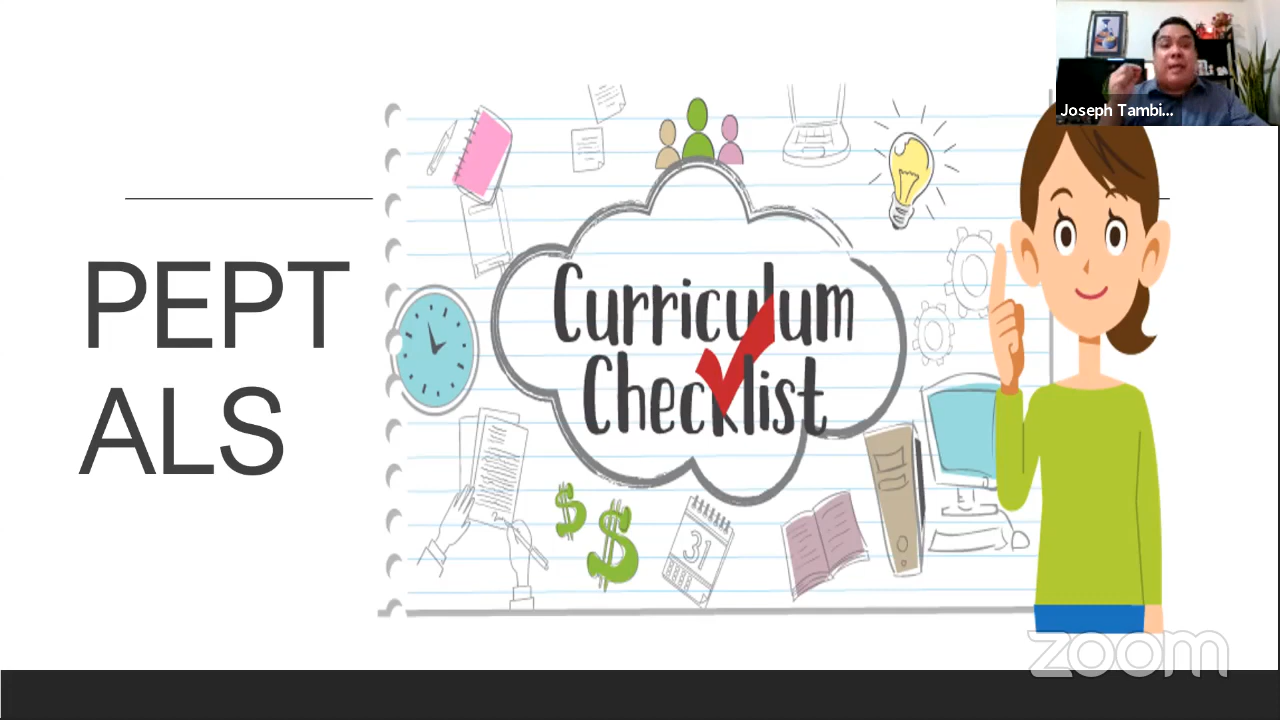 Joseph Tambi...
PEPT
ALS
Curriculum
Checklist
$
$
31
zoom